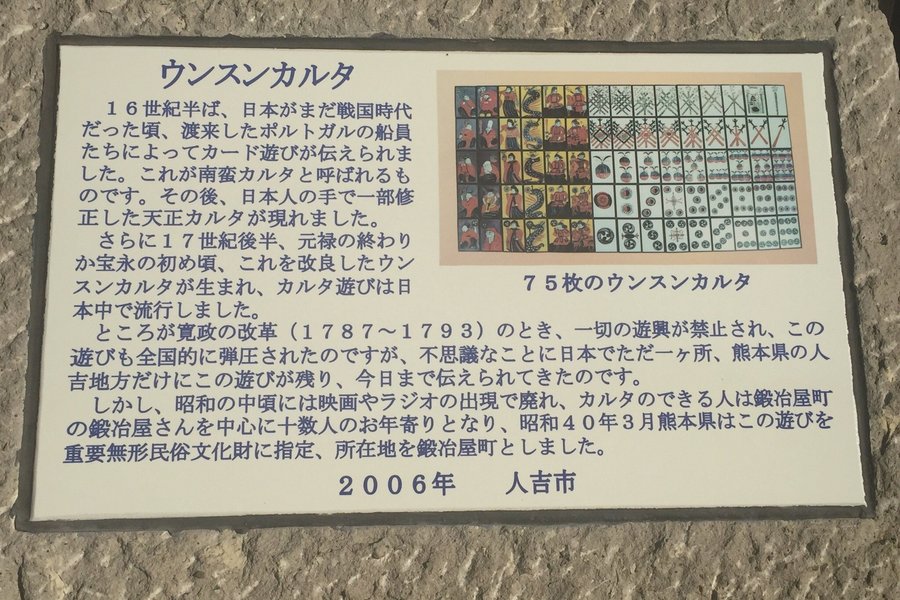 ウンスンカルタ
１６世紀半ば、日本がまだ戦国時代
だった頃、渡来したポルトガルの船員
たちによってカード遊びが伝えられま
した。これが南蛮カルタと呼ばれるも
のです。その後、日本人の手で一部修
正した天正カルタが現れました。
さらに１７世紀後半、元禄の終わり
か宝永の初め頃、これを改良したウン
スンカルタが生まれ、カルタ遊びは日
本中で流行しました。
７５枚のウンスンカルタ
ところが寛政の改革（１７８７〜１７９３）のとき、一切の遊興が禁止され、この
遊びも全国的に弾圧されたのですが、不思議なことに日本でただ一ヶ所、熊本県の人
吉地方だけにこの遊びが残り、今日まで伝えられてきたのです。
しかし、昭和の中頃には映画やラジオの出現で廃れ、カルタのできる人は鍛冶屋町
の鍛冶屋さんを中心に十数人のお年寄りとなり、昭和４０年３月熊本県はこの遊びを
重要無形民俗文化財に指定、所在地を鍛冶屋町としました。
２００６年　人吉市